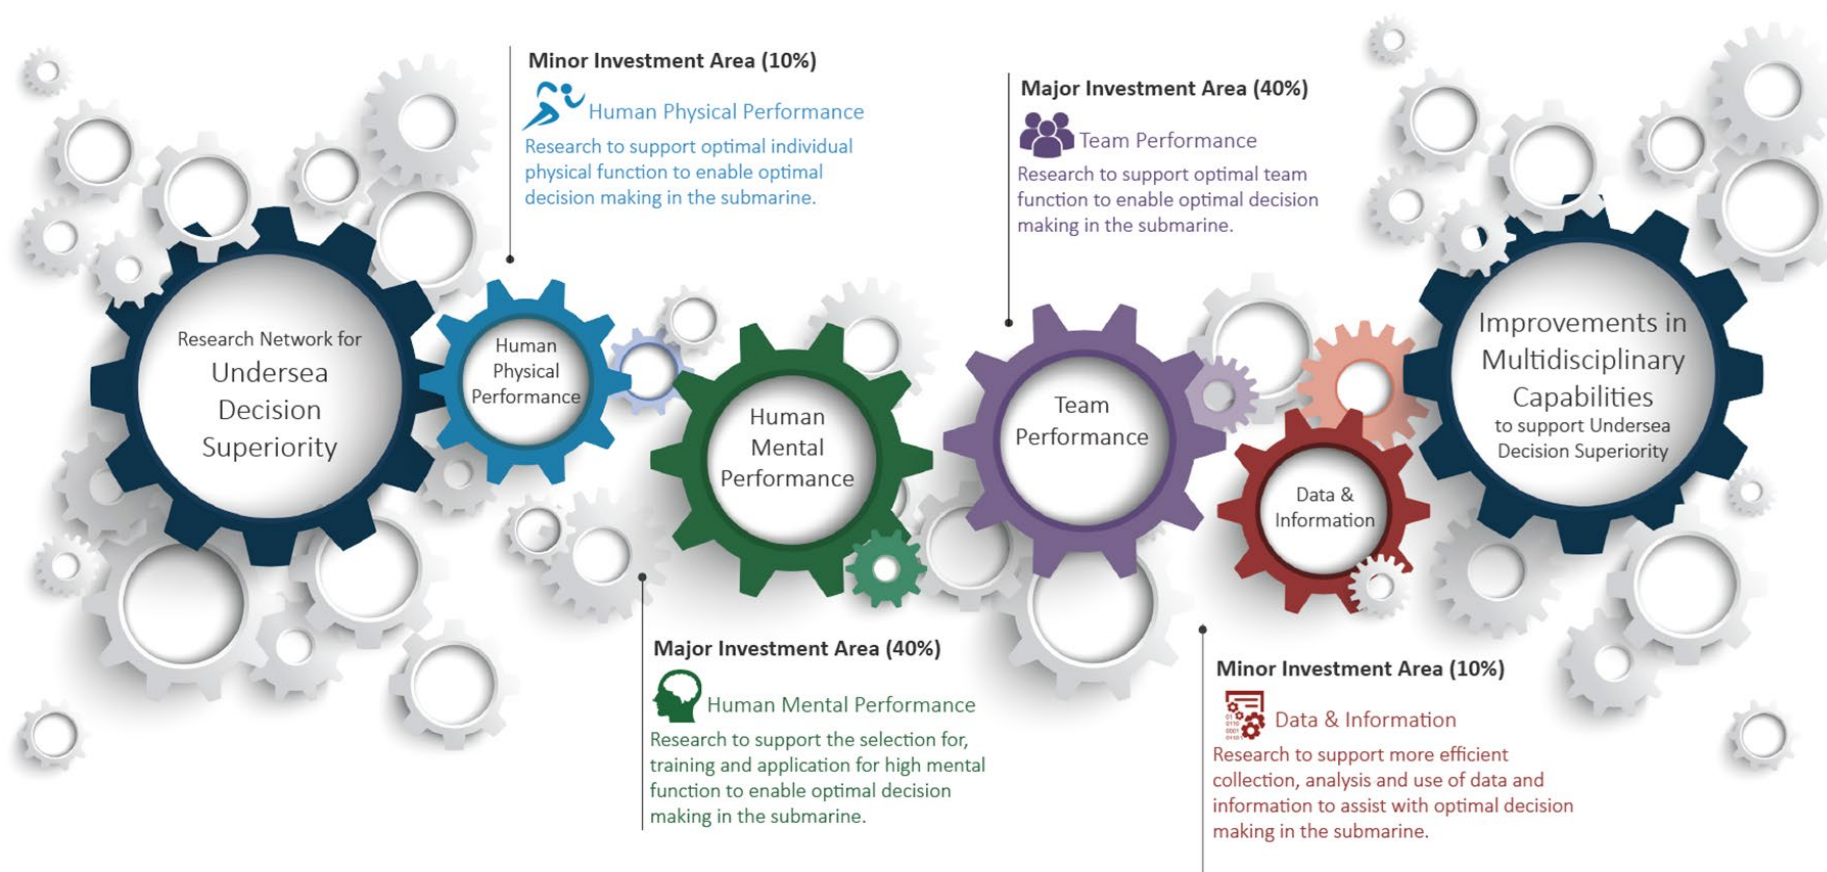 Minor Investment Area (10%)
Human Physical Performance
Research to support optimal individual
physical function to enable optimal
decision making in the submarine.
Major Investment Area (40%)
Team Performance
Research to support optimal team
function to enable optimal decision
making in the submarine.
Research Network for
Undersea
Decision
Superiority
Human
Physical
Performance
Human
Mental
Performance
Team
Performance
Data &
Information
Improvements in
Multidisciplinary
Capabilities
to support Undersea
Decision Superiority
Major Investment Area (40%)
Human Mental Performance
Research to support the selection for,
training and application for high mental
function to enable optimal decision
making in the submarine.
Minor Investment Area (10%)
Data & Information
Research to support more efficient
collection, analysis and use of data and
information to assist with optimal decision
making in the submarine.